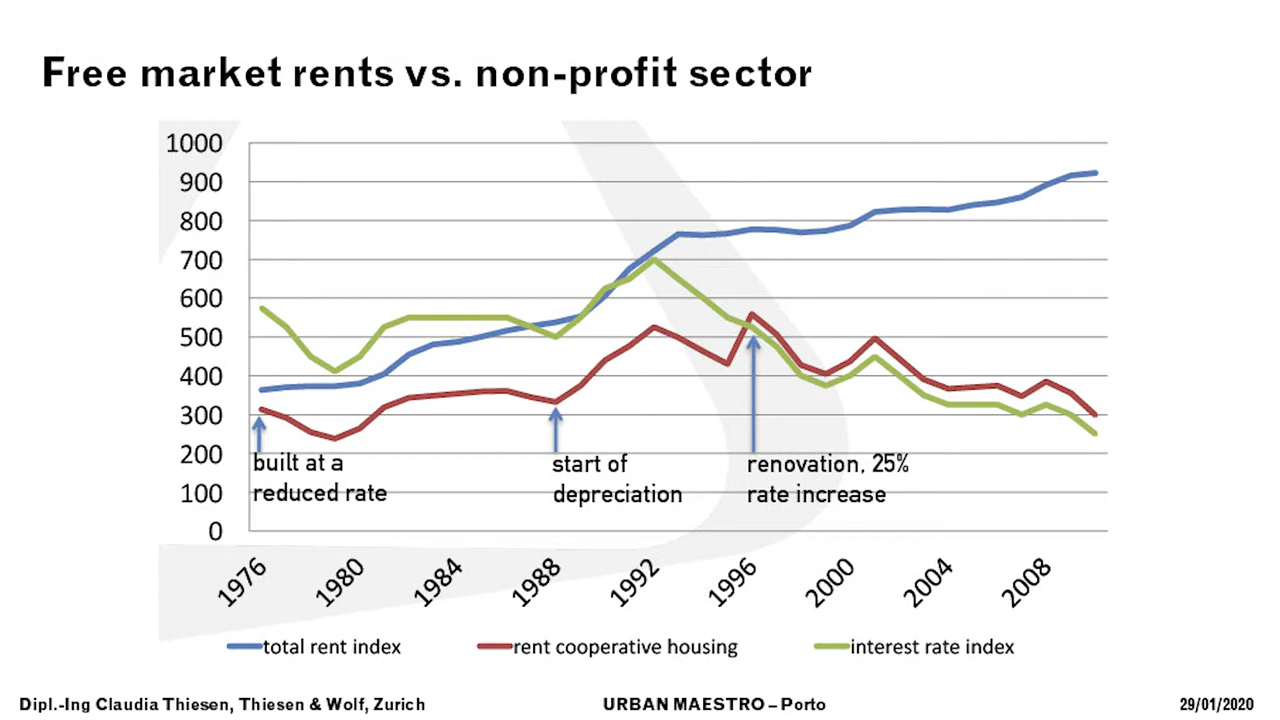 Free market rents vs. non-profit sector
1000
900
800
700
600
500
400
300
200
100
0
built at a
reduced rate
start of
depreciation
renovation, 25%
rate increase
1976
1980
1984
1988
1992
1996
2000
2004
2008
total rent index
rent cooperative housing
interest rate index
Dipl.-Ing Claudia Thiesen, Thiesen & Wolf, Zurich
URBAN MAESTRO – Porto
29/01/2020